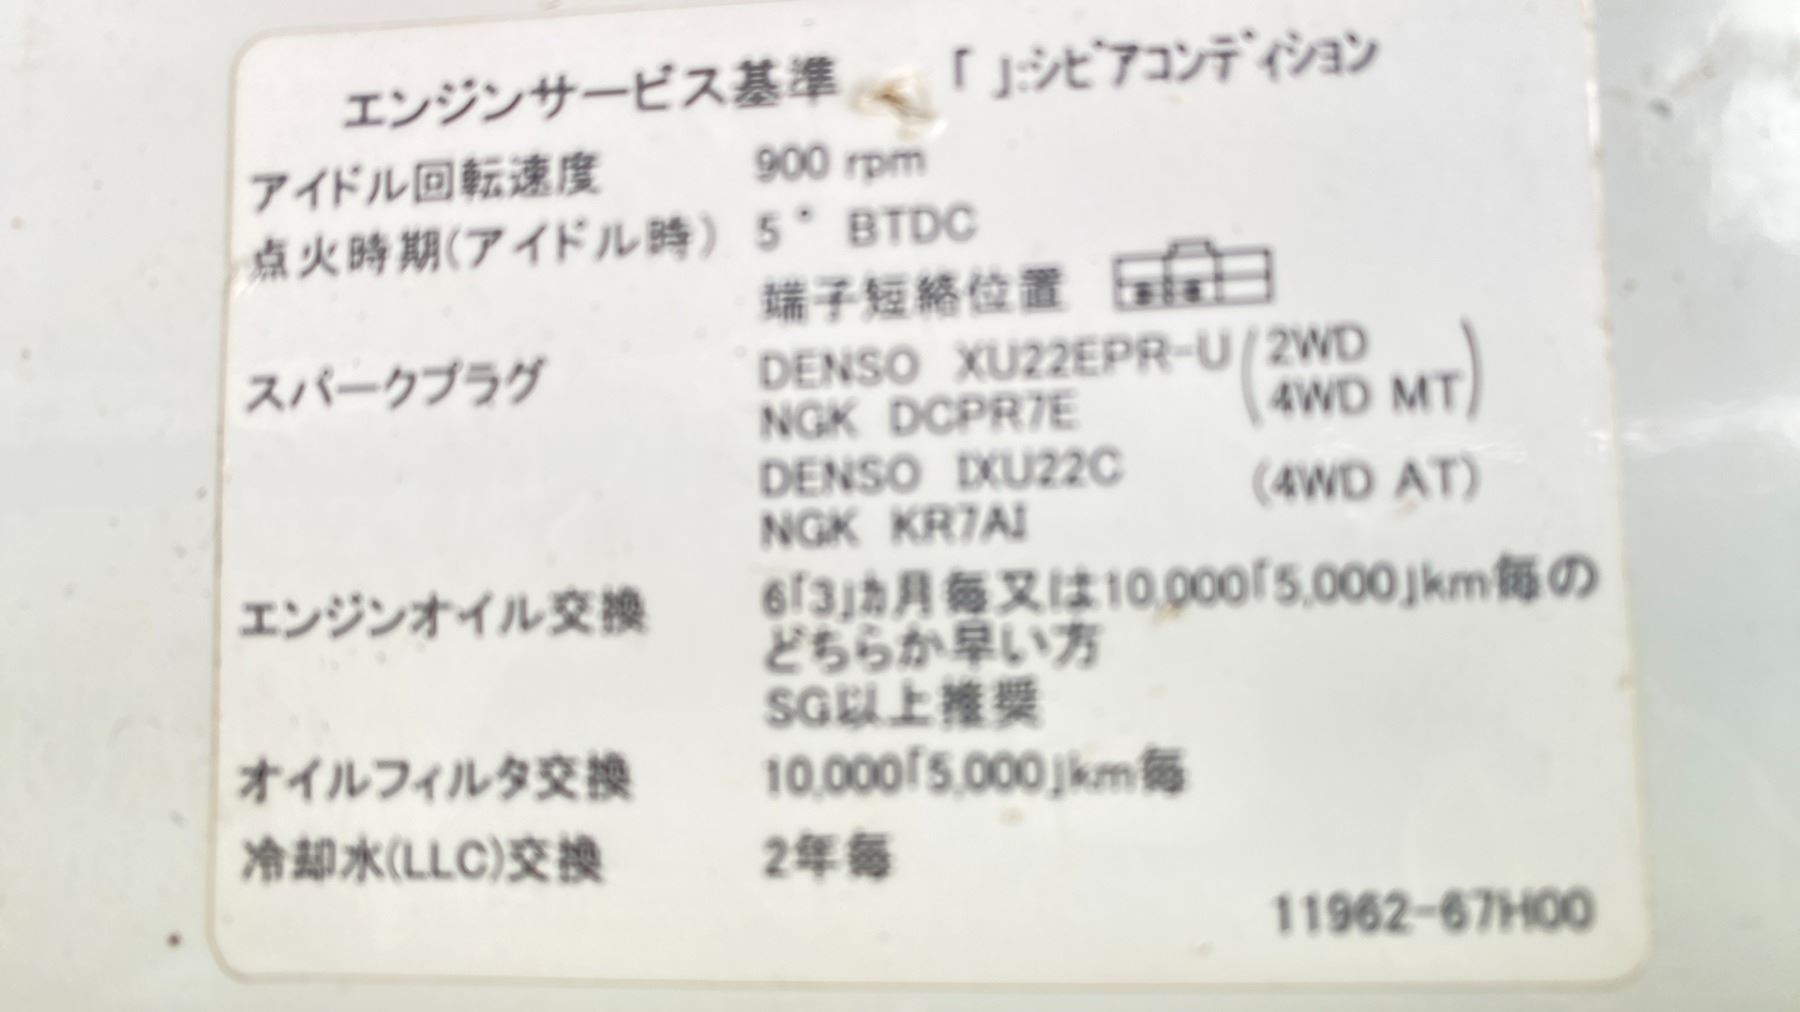 エンジンサービス基準 「 」:シビアコンディション
アイドル回転速度 900 rpm
点火時期(アイドル時) 5° BTDC
端子短絡位置
スパークプラグ DENSO XU22EPR-U (2WD
NGK DCPR7E 4WD MT)
DENSO IXU22C (4WD AT)
NGK KR7AI
エンジンオイル交換 6「3」カ月毎又は10,000「5,000」km毎の
どちらか早い方
SG以上推奨
オイルフィルタ交換 10,000「5,000」km毎
冷却水(LLC)交換 2年毎
11962-67H00